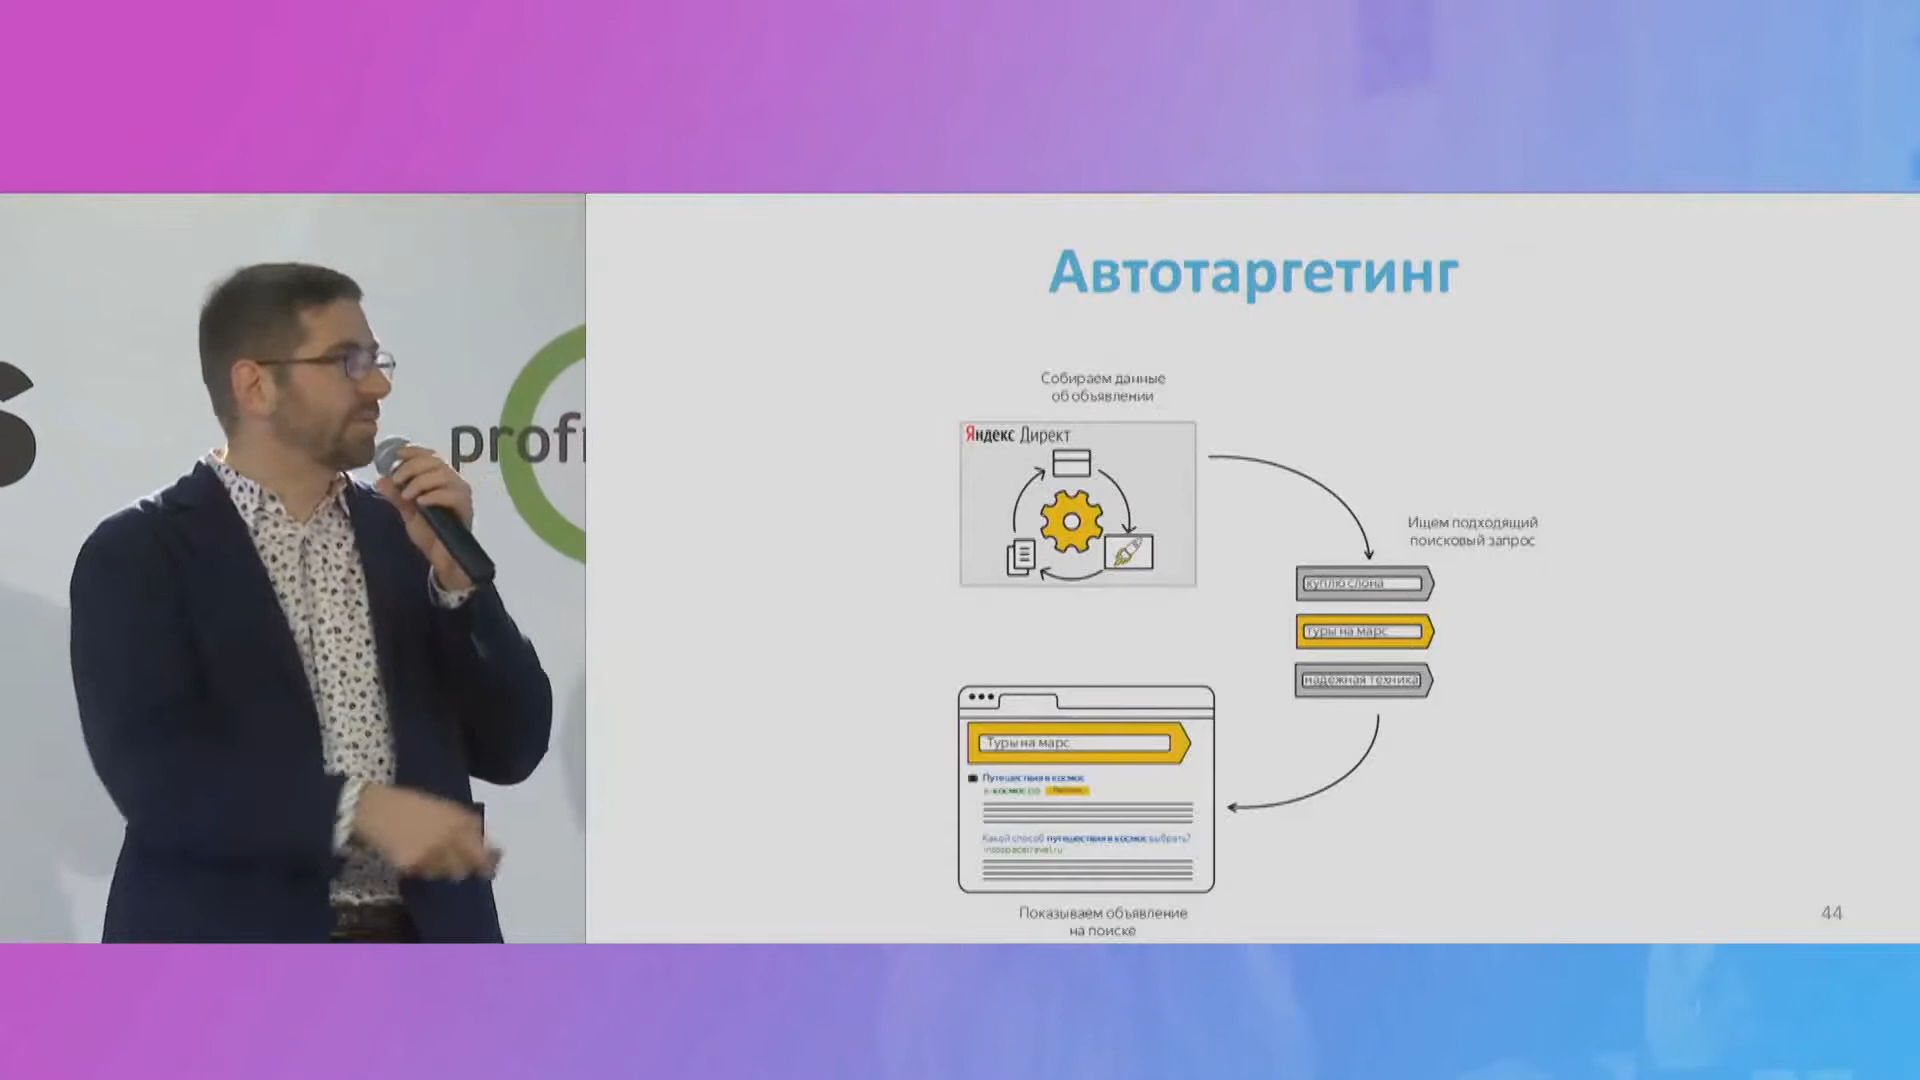 s
profi
Автотаргетинг
Собираем данные
об объявлении
Яндекс Директ
Ищем подходящий
поисковый запрос
куплю слона
туры на марс
надежная техника
Туры на марс
Путешествия в космос
Какой способ путешествия в космос выбрать?
Показываем объявление
на поиске
44